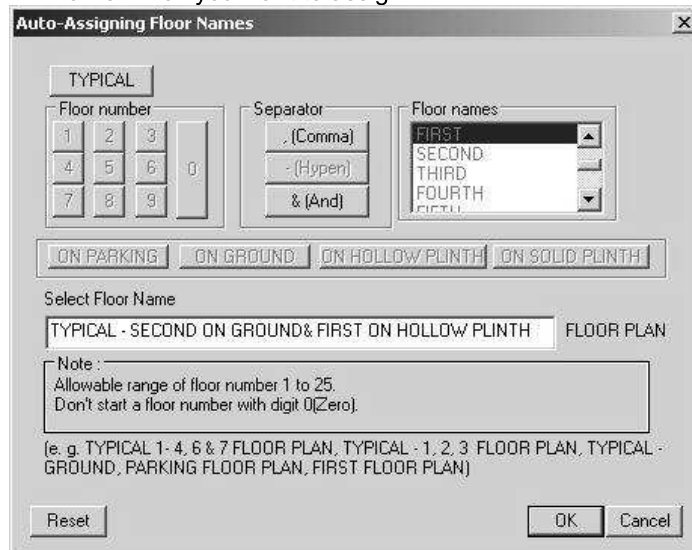 Auto-Assigning Floor Names
TYPICAL
Floor number
1 2 3
4 5 6 0
7 8 9
Separator
, (Comma)
- (Hypen)
& (And)
Floor names
FIRST
SECOND
THIRD
FOURTH
FIFTH
ON PARKING ON GROUND ON HOLLOW PLINTH ON SOLID PLINTH
Select Floor Name
TYPICAL - SECOND ON GROUND& FIRST ON HOLLOW PLINTH FLOOR PLAN
Note :
Allowable range of floor number 1 to 25.
Don't start a floor number with digit 0(Zero).
(e. g. TYPICAL 1- 4, 6 & 7 FLOOR PLAN, TYPICAL - 1, 2, 3 FLOOR PLAN, TYPICAL -
GROUND, PARKING FLOOR PLAN, FIRST FLOOR PLAN)
Reset OK Cancel